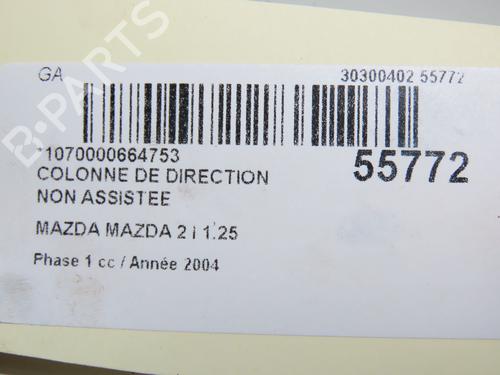 GA 30300402 55772
*1070000664753 55772
COLONNE DE DIRECTION
NON ASSISTEE
MAZDA MAZDA 2 I 1.25
Phase 1 cc / Année 2004
B-PARTS